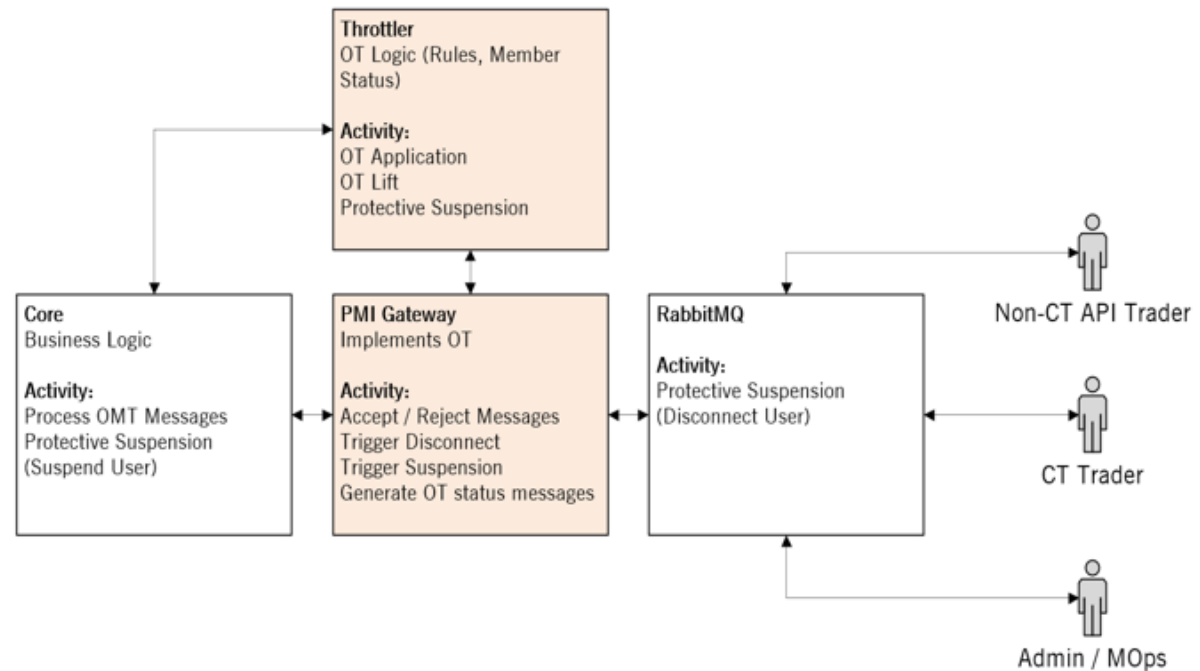 Throttler
OT Logic (Rules, Member
Status)
Activity:
OT Application
OT Lift
Protective Suspension
Core
Business Logic
Activity:
Process OMT Messages
Protective Suspension
(Suspend User)
PMI Gateway
Implements OT
Activity:
Accept / Reject Messages
Trigger Disconnect
Trigger Suspension
Generate OT status messages
RabbitMQ
Activity:
Protective Suspension
(Disconnect User)
Non-CT API Trader
CT Trader
Admin / MOps